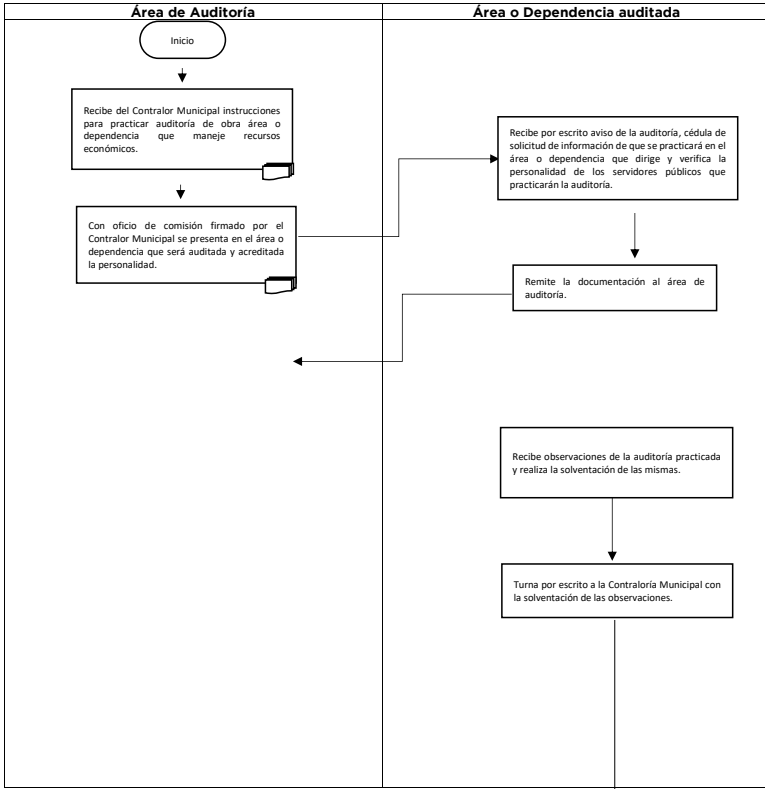 Área de Auditoría
Área o Dependencia auditada
Inicio
Recibe del Contralor Municipal instrucciones
para practicar auditoría de obra área o
dependencia que maneje recursos
económicos.
Con oficio de comisión firmado por el
Contralor Municipal se presenta en el área o
dependencia que será auditada y acreditada
la personalidad.
Recibe por escrito aviso de la auditoría, cédula de
solicitud de información de que se practicará en el
área o dependencia que dirige y verifica la
personalidad de los servidores públicos que
practicarán la auditoría.
Remite la documentación al área de
auditoría.
Recibe observaciones de la auditoría practicada
y realiza la solventación de las mismas.
Turna por escrito a la Contraloría Municipal con
la solventación de las observaciones.